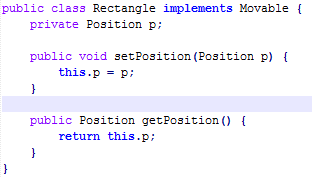 public class Rectangle implements Movable {
    private Position p;

    public void setPosition(Position p) {
        this.p = p;
    }

    public Position getPosition() {
        return this.p;
    }
}